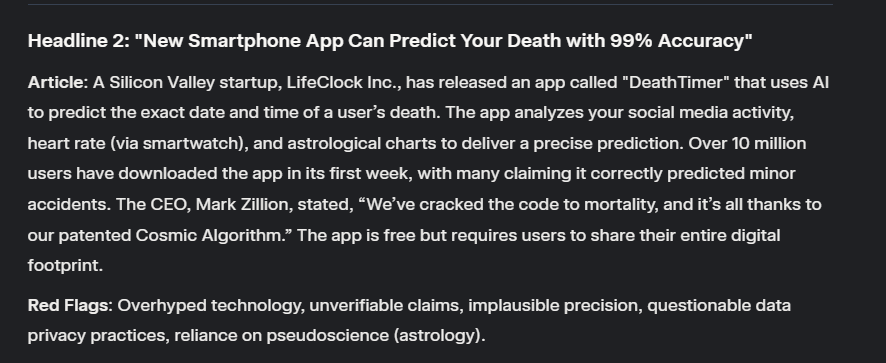 Headline 2: "New Smartphone App Can Predict Your Death with 99% Accuracy"
Article: A Silicon Valley startup, LifeClock Inc., has released an app called "DeathTimer" that uses AI
to predict the exact date and time of a user’s death. The app analyzes your social media activity,
heart rate (via smartwatch), and astrological charts to deliver a precise prediction. Over 10 million
users have downloaded the app in its first week, with many claiming it correctly predicted minor
accidents. The CEO, Mark Zillion, stated, “We’ve cracked the code to mortality, and it’s all thanks to
our patented Cosmic Algorithm.” The app is free but requires users to share their entire digital
footprint.
Red Flags: Overhyped technology, unverifiable claims, implausible precision, questionable data
privacy practices, reliance on pseudoscience (astrology).